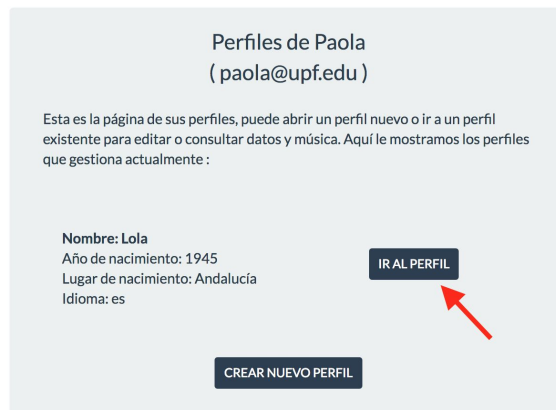 Perfiles de Paola
( paola@upf.edu )
Esta es la página de sus perfiles, puede abrir un perfil nuevo o ir a un perfil
existente para editar o consultar datos y música. Aquí le mostramos los perfiles
que gestiona actualmente :
Nombre: Lola
Año de nacimiento: 1945
Lugar de nacimiento: Andalucía
Idioma: es
IR AL PERFIL
CREAR NUEVO PERFIL